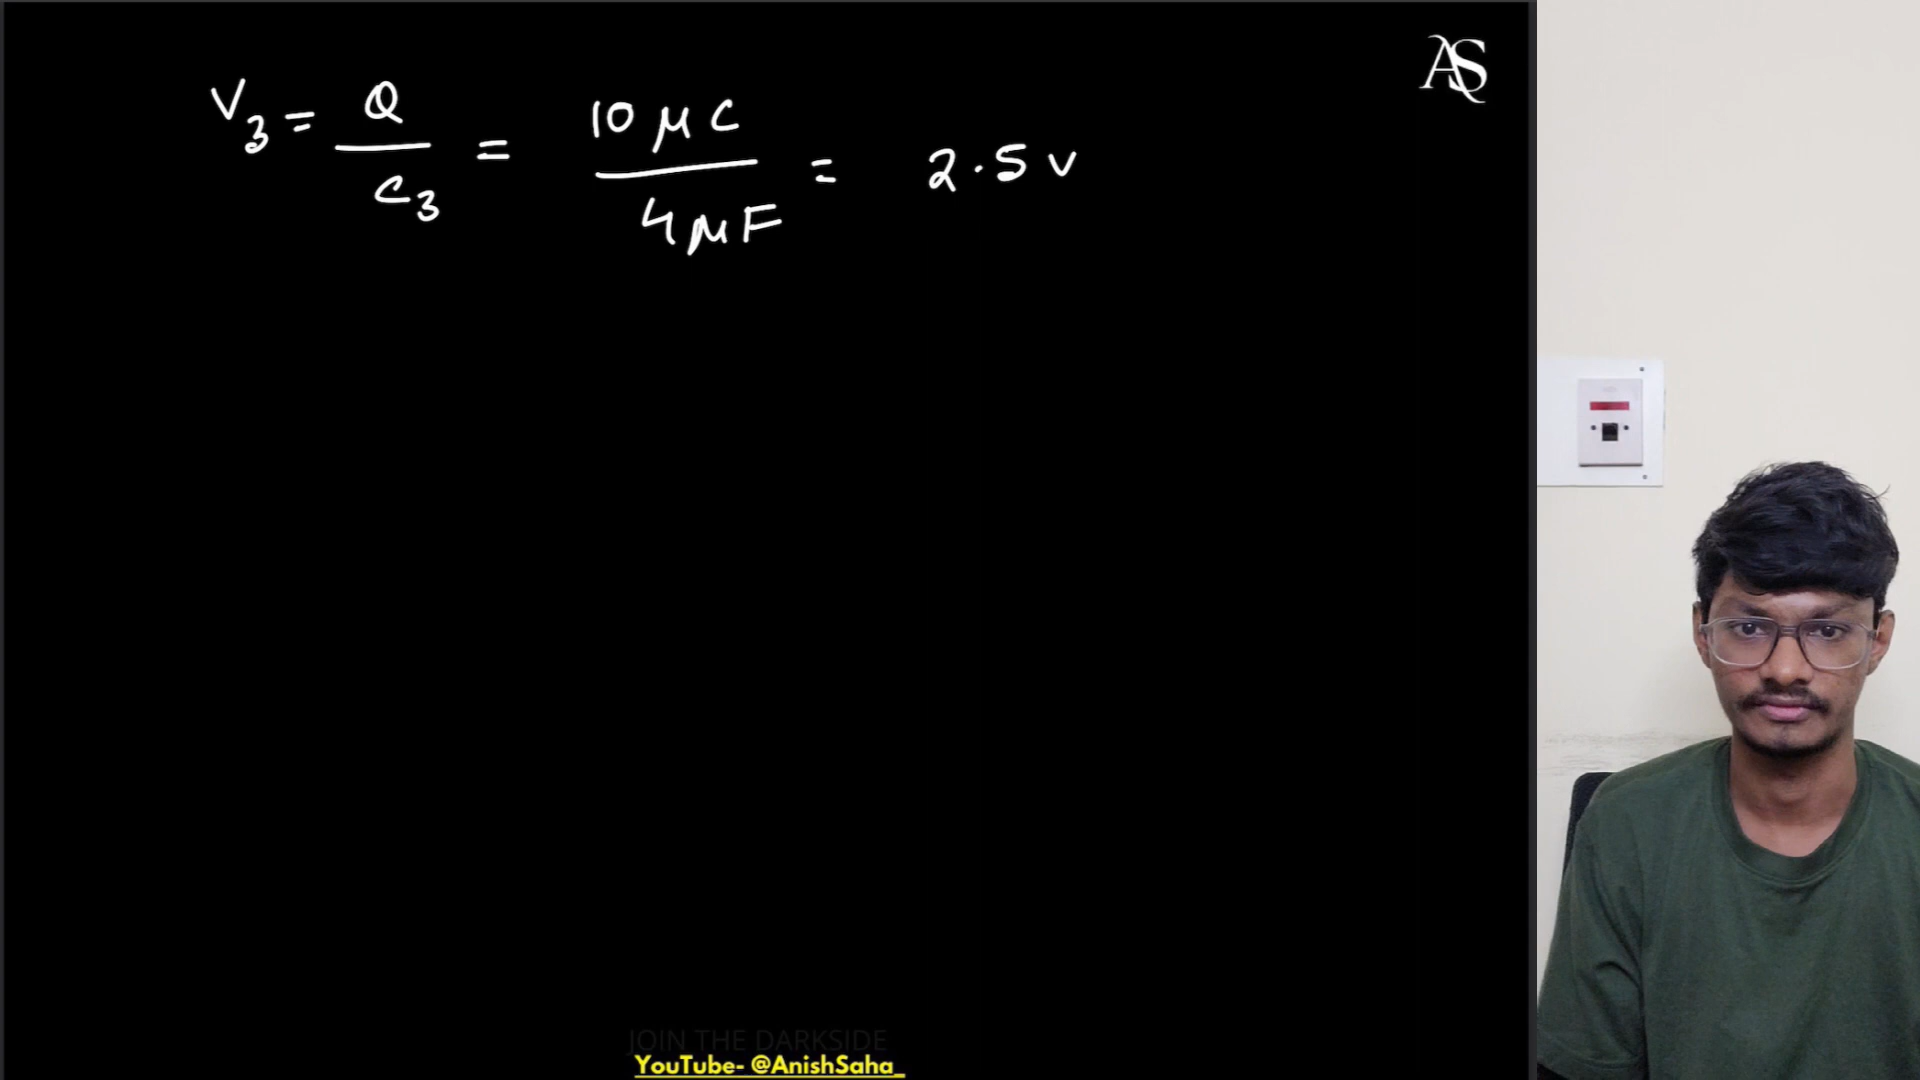 AS
V₃ = Q / C₃ = 10 μC / 4 μF = 2.5 V
JOIN THE DARKSIDE
YouTube- @AnishSaha_